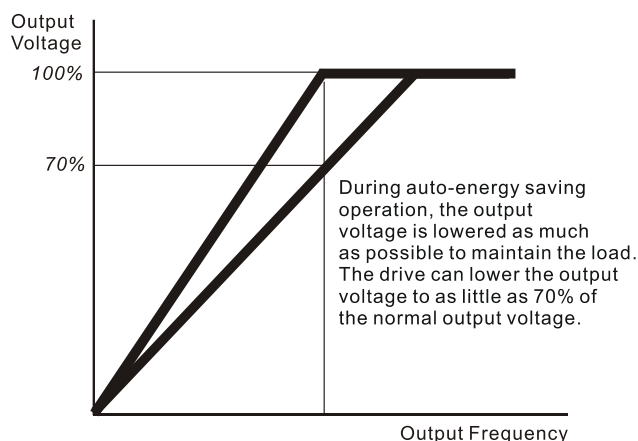 Output
Voltage
100%
70%
During auto-energy saving
operation, the output
voltage is lowered as much
as possible to maintain the load.
The drive can lower the output
voltage to as little as 70% of
the normal output voltage.
Output Frequency